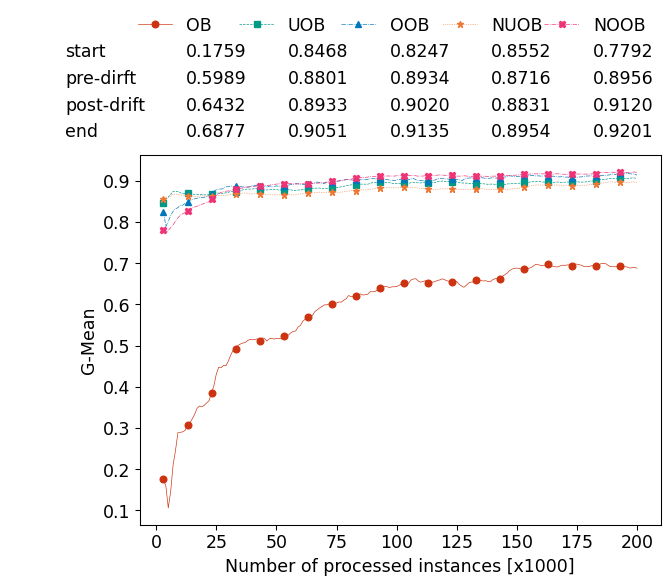 OB UOB OOB NUOB NOOB
start 0.1759 0.8468 0.8247 0.8552 0.7792
pre-dirft 0.5989 0.8801 0.8934 0.8716 0.8956
post-drift 0.6432 0.8933 0.9020 0.8831 0.9120
end 0.6877 0.9051 0.9135 0.8954 0.9201
0.9
0.8
0.7
0.6
0.5
0.4
0.3
0.2
0.1
G-Mean
0 25 50 75 100 125 150 175 200
Number of processed instances [x1000]